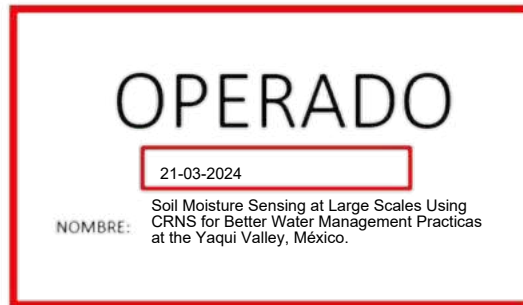 OPERADO
21-03-2024
Soil Moisture Sensing at Large Scales Using
NOMBRE: CRNS for Better Water Management Practicas
at the Yaqui Valley, México.